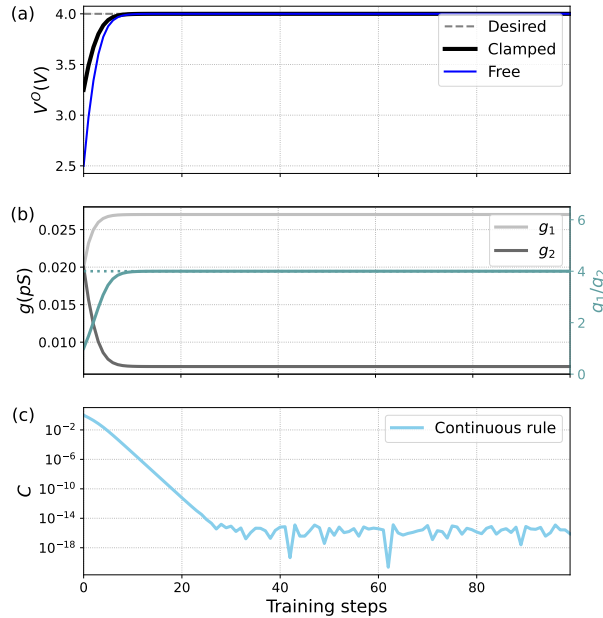 (a)
V^O(V)
4.0
3.5
3.0
2.5
Desired
Clamped
Free
(b)
g(pS)
0.025
0.020
0.015
0.010
g_1
g_2
6
4
2
0
g_1/g_2
(c)
C
10^{-2}
10^{-6}
10^{-10}
10^{-14}
10^{-18}
Continuous rule
0 20 40 60 80
Training steps